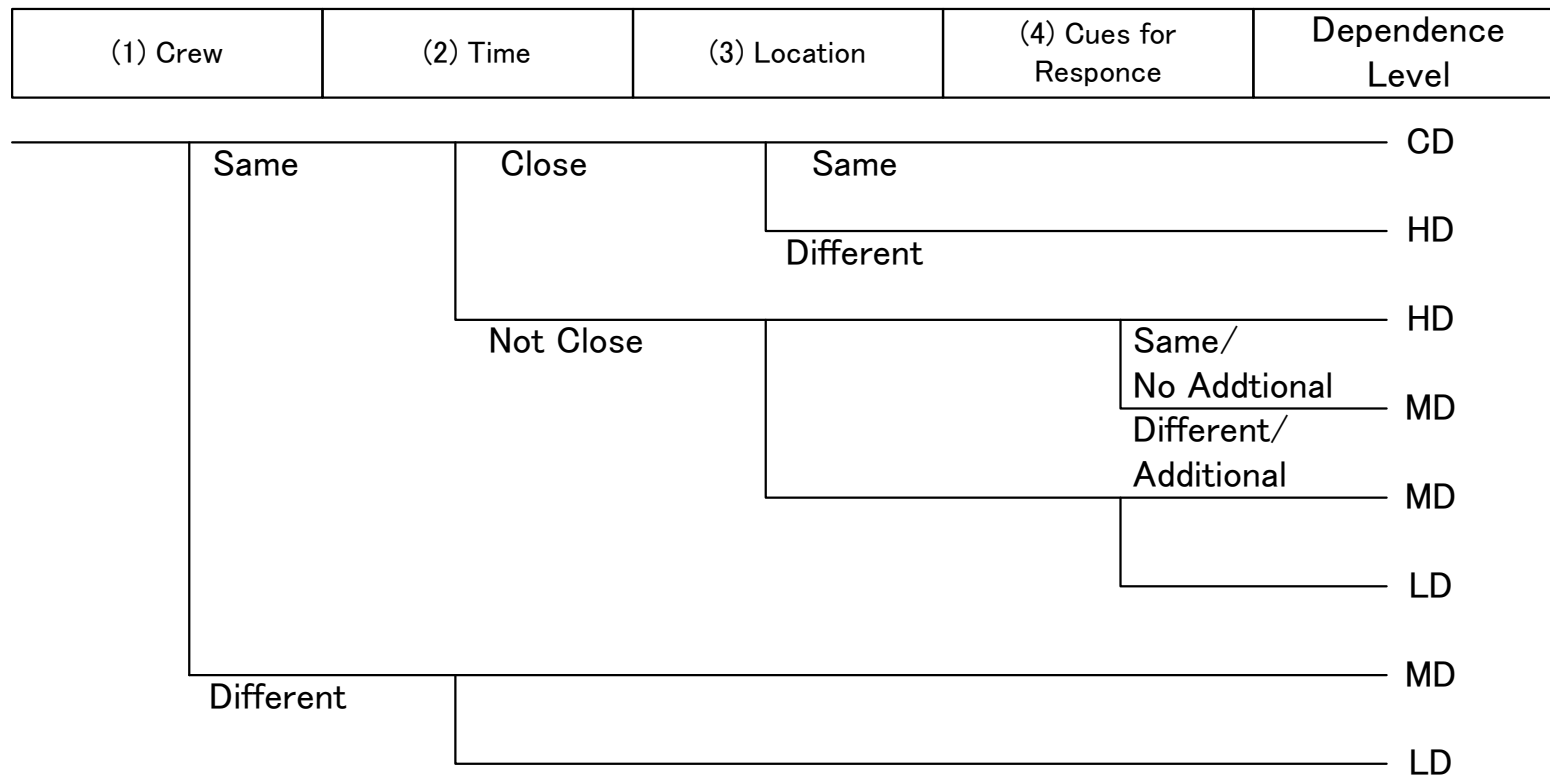 (1) Crew
(2) Time
(3) Location
(4) Cues for
Responce
Dependence
Level
Same
Close
Same
CD
Different
HD
Not Close
HD
Same/
No Addtional
MD
Different/
Additional
MD
LD
Different
MD
LD